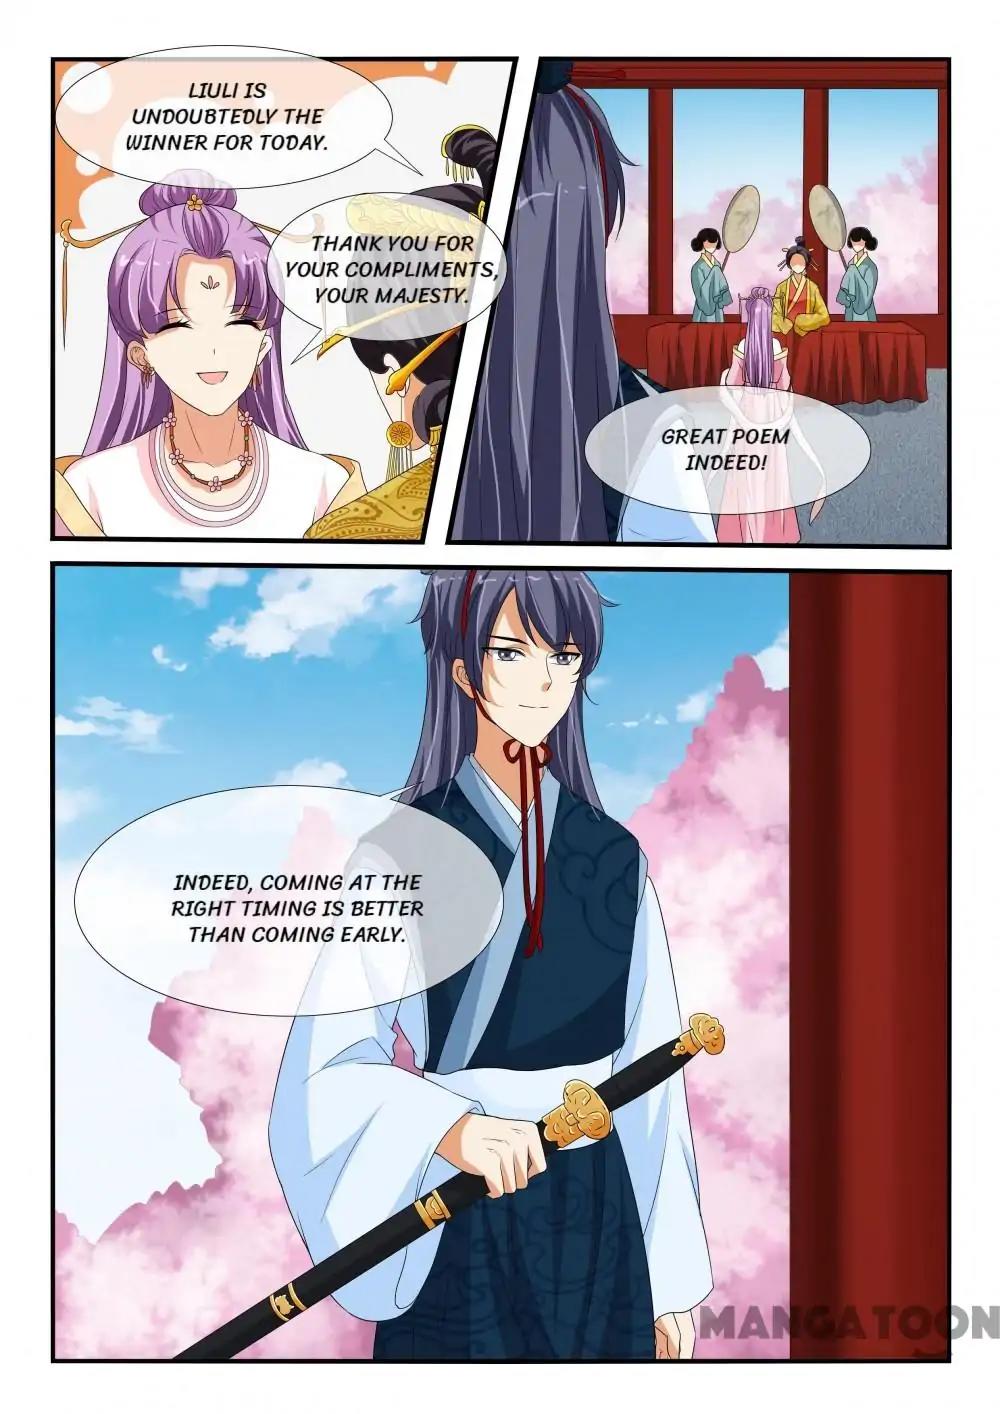 LIULI IS
UNDOUBTEDLY THE
WINNER FOR TODAY.
THANK YOU FOR
YOUR COMPLIMENTS,
YOUR MAJESTY.
GREAT POEM
INDEED!
INDEED, COMING AT THE
RIGHT TIMING IS BETTER
THAN COMING EARLY.
MANGATOON